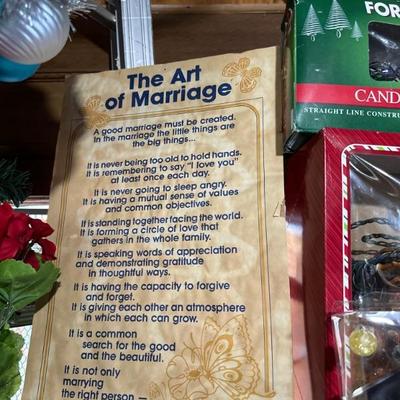 The Art
of Marriage
A good marriage must be created.
In the marriage the little things are
the big things...
It is never being too old to hold hands.
It is remembering to say "I love you"
at least once each day.
It is never going to sleep angry.
It is having a mutual sense of values
and common objectives.
It is standing together facing the world.
It is forming a circle of love that
gathers in the whole family.
It is speaking words of appreciation
and demonstrating gratitude
in thoughtful ways.
It is having the capacity to forgive
and forget.
It is giving each other an atmosphere
in which each can grow.
It is a common
search for the good
and the beautiful.
It is not only
marrying
the right person —
FOR
CAND
STRAIGHT LINE CONSTRU